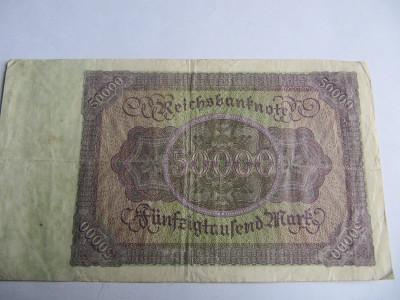 50000 50000
Reichsbanknote
50000
Fünfzigtausend Mark
50000 50000